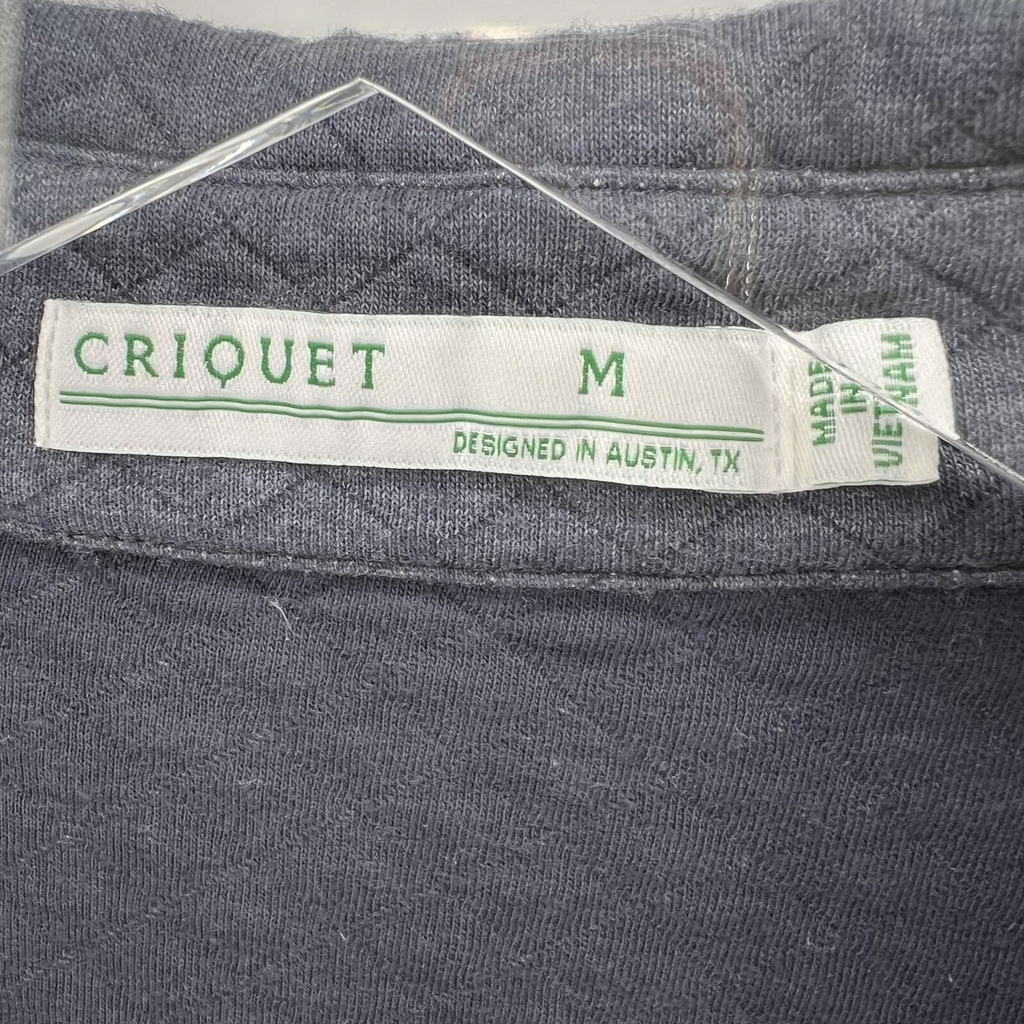 CRIQUET M
DESIGNED IN AUSTIN, TX
MADE
IN
VIETNAM